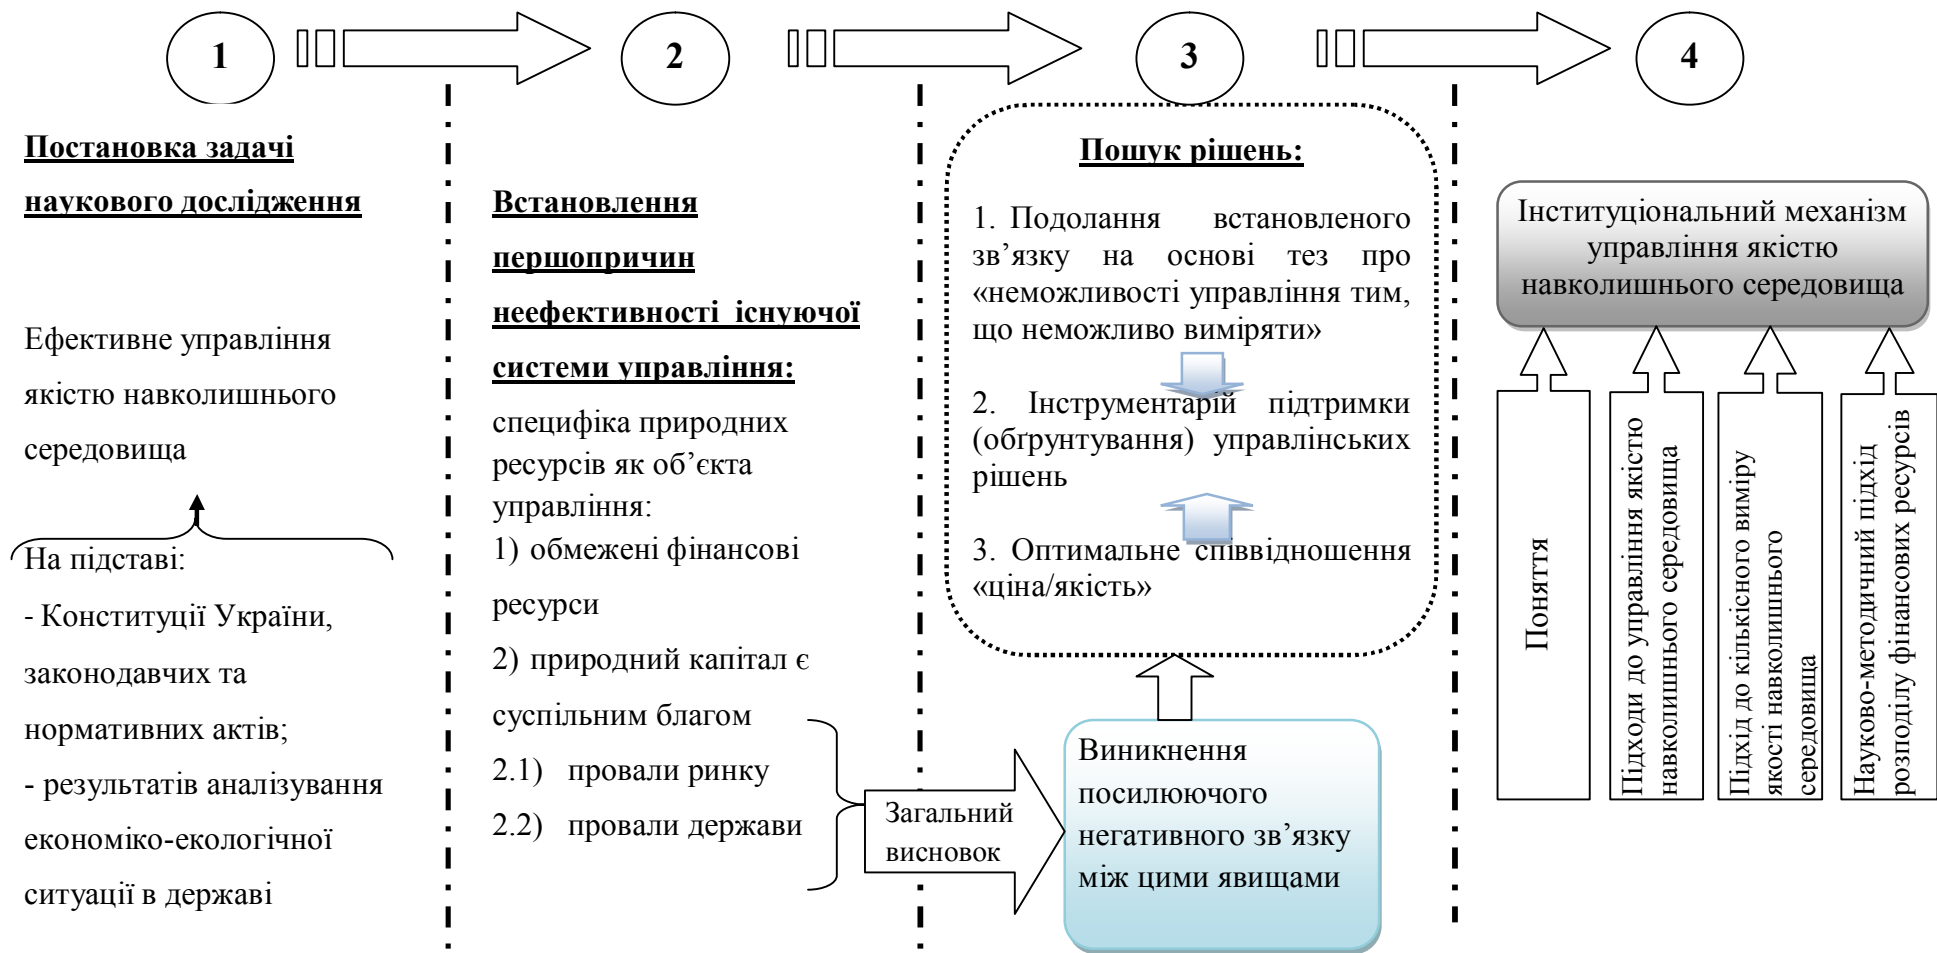 1
2
3
4
Постановка задачі
наукового дослідження
Ефективне управління
якістю навколишнього
середовища
На підставі:
- Конституції України,
законодавчих та
нормативних актів;
- результатів аналізування
економіко-екологічної
ситуації в державі
Встановлення
першопричин
неефективності існуючої
системи управління:
специфіка природних
ресурсів як об’єкта
управління:
1) обмежені фінансові
ресурси
2) природний капітал є
суспільним благом
2.1) провали ринку
2.2) провали держави
Загальний
висновок
Пошук рішень:
1. Подолання встановленого
зв’язку на основі тез про
«неможливості управління тим,
що неможливо виміряти»
2. Інструментарій підтримки
(обґрунтування) управлінських
рішень
3. Оптимальне співвідношення
«ціна/якість»
Виникнення
посилюючого
негативного зв’язку
між цими явищами
Інституціональний механізм
управління якістю
навколишнього середовища
Поняття
Підходи до управління якістю
навколишнього середовища
Підхід до кількісного виміру
якості навколишнього
середовища
Науково-методичний підхід
розподілу фінансових ресурсів